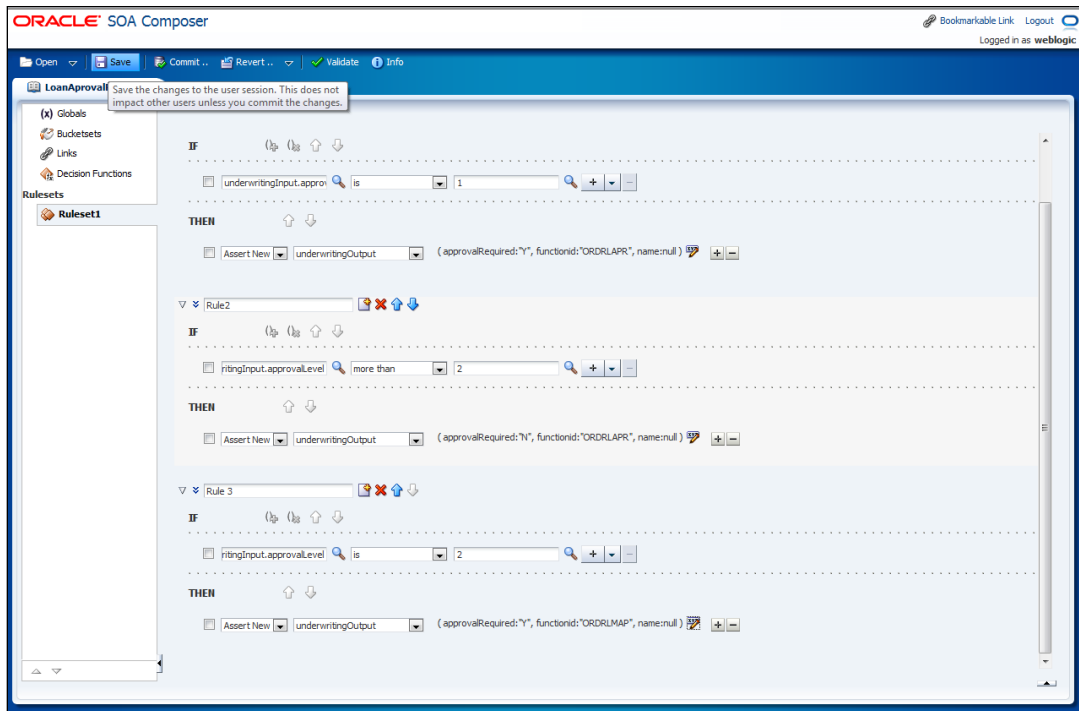 ORACLE SOA Composer
Bookmarkable Link Logout
Logged in as weblogic
Open Save Commit .. Revert .. Validate Info
LoanAproval
Save the changes to the user session. This does not
impact other users unless you commit the changes.
(x) Globals
Bucketsets
Links
Decision Functions
Rulesets
Ruleset1
IF
underwritingInput.approv is 1
THEN
Assert New underwritingOutput (approvalRequired:"Y", functionid:"ORDRLAPR", name:null )
Rule2
IF
ritingInput.approvalLevel more than 2
THEN
Assert New underwritingOutput (approvalRequired:"N", functionid:"ORDRLAPR", name:null )
Rule 3
IF
ritingInput.approvalLevel is 2
THEN
Assert New underwritingOutput (approvalRequired:"Y", functionid:"ORDRLMAP", name:null )